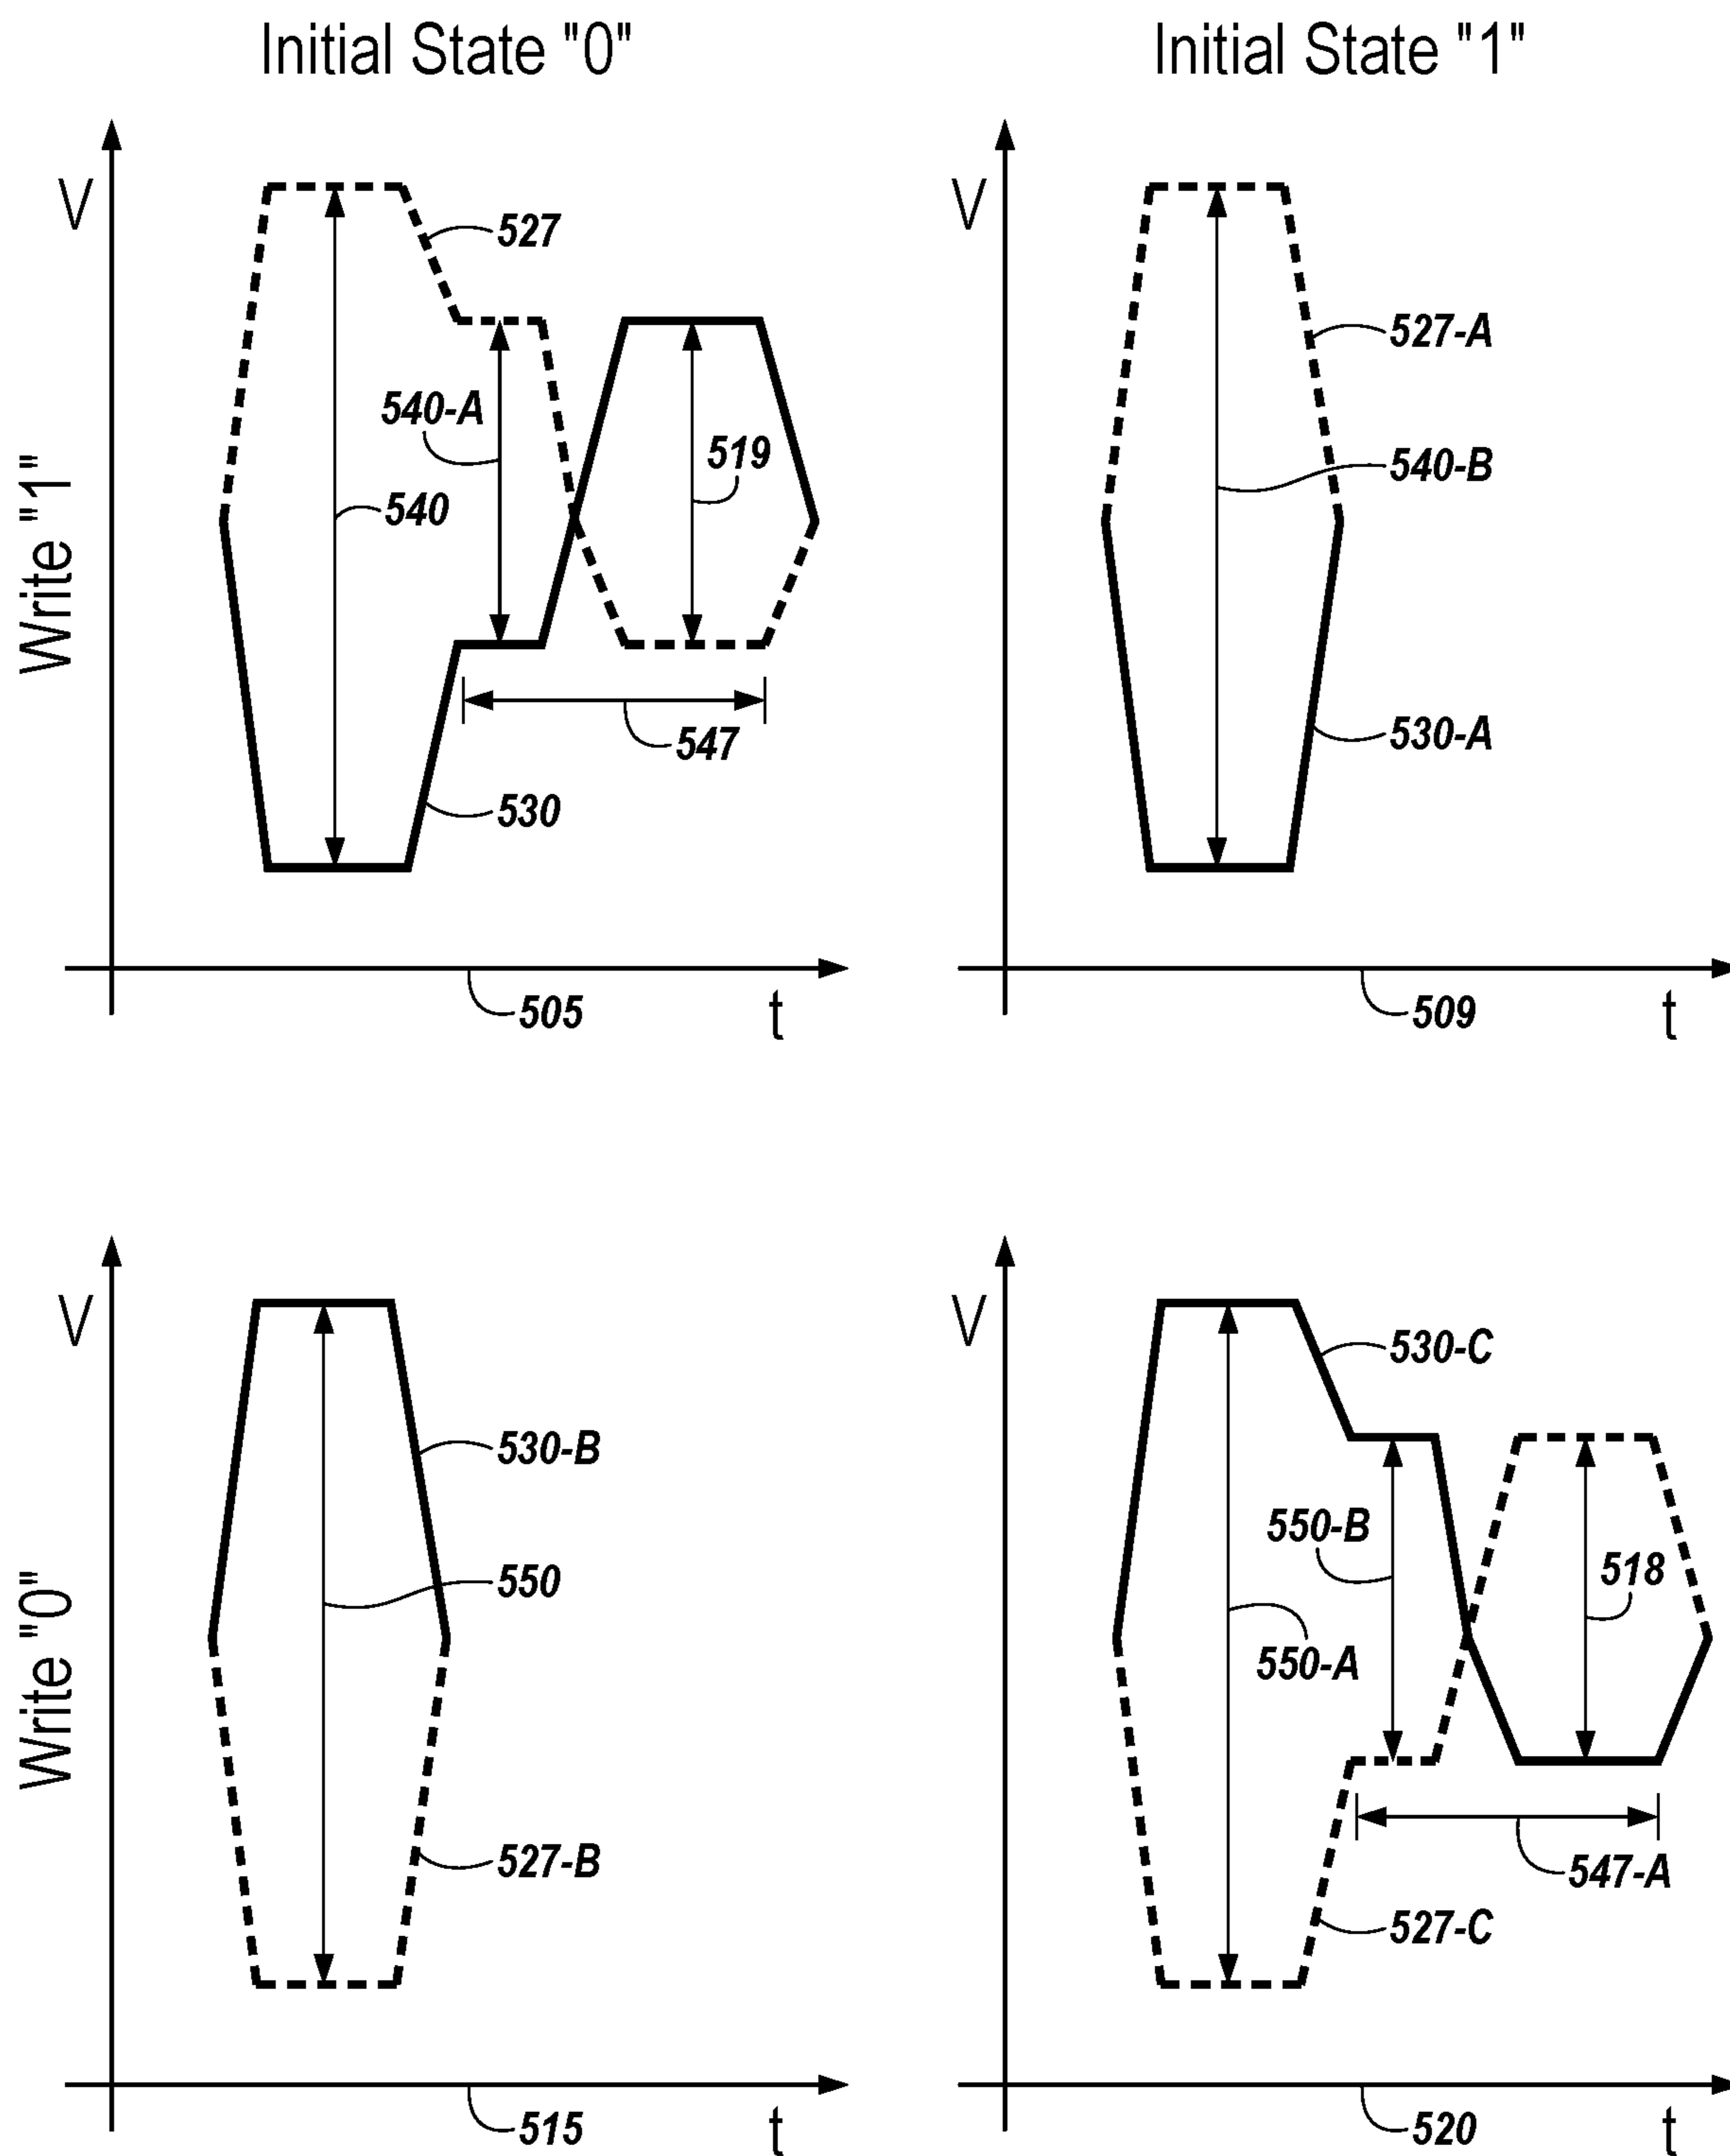 Initial State "0"
Initial State "1"
Write "1"
V
527
540-A
519
540
547
530
505
t
V
527-A
540-B
530-A
509
t
Write "0"
V
530-B
550
527-B
515
t
V
530-C
550-B
518
550-A
547-A
527-C
520
t